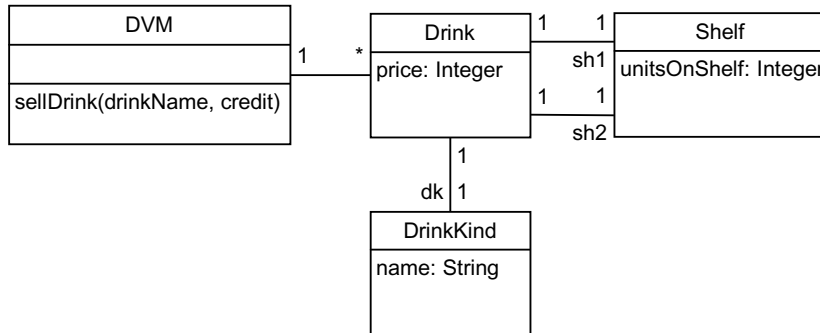 DVM
sellDrink(drinkName, credit)
1
*
Drink
price: Integer
1
1
sh1
1
1
sh2
Shelf
unitsOnShelf: Integer
1
dk
1
DrinkKind
name: String